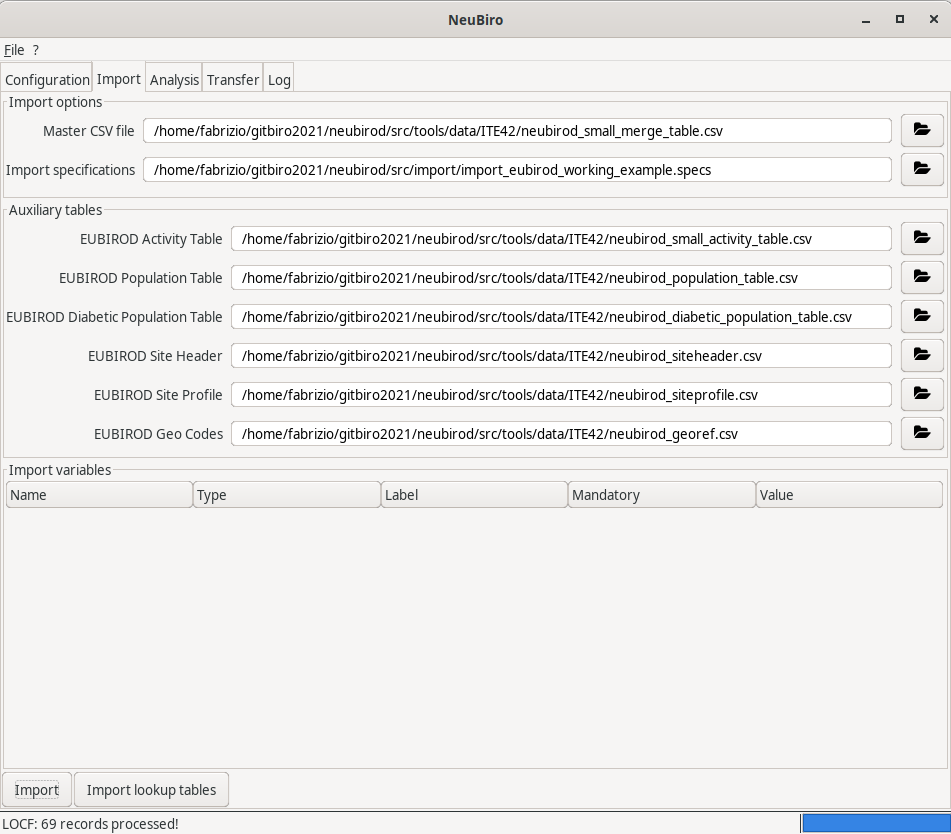 NeuBiro
File ?
Configuration Import Analysis Transfer Log
Import options
Master CSV file /home/fabrizio/gitbiro2021/neubirod/src/tools/data/ITE42/neubirod_small_merge_table.csv
Import specifications /home/fabrizio/gitbiro2021/neubirod/src/import/import_eubirod_working_example.specs
Auxiliary tables
EUBIROD Activity Table /home/fabrizio/gitbiro2021/neubirod/src/tools/data/ITE42/neubirod_small_activity_table.csv
EUBIROD Population Table /home/fabrizio/gitbiro2021/neubirod/src/tools/data/ITE42/neubirod_population_table.csv
EUBIROD Diabetic Population Table /home/fabrizio/gitbiro2021/neubirod/src/tools/data/ITE42/neubirod_diabetic_population_table.csv
EUBIROD Site Header /home/fabrizio/gitbiro2021/neubirod/src/tools/data/ITE42/neubirod_siteheader.csv
EUBIROD Site Profile /home/fabrizio/gitbiro2021/neubirod/src/tools/data/ITE42/neubirod_siteprofile.csv
EUBIROD Geo Codes /home/fabrizio/gitbiro2021/neubirod/src/tools/data/ITE42/neubirod_georef.csv
Import variables
Name Type Label Mandatory Value
Import Import lookup tables
LOCF: 69 records processed!